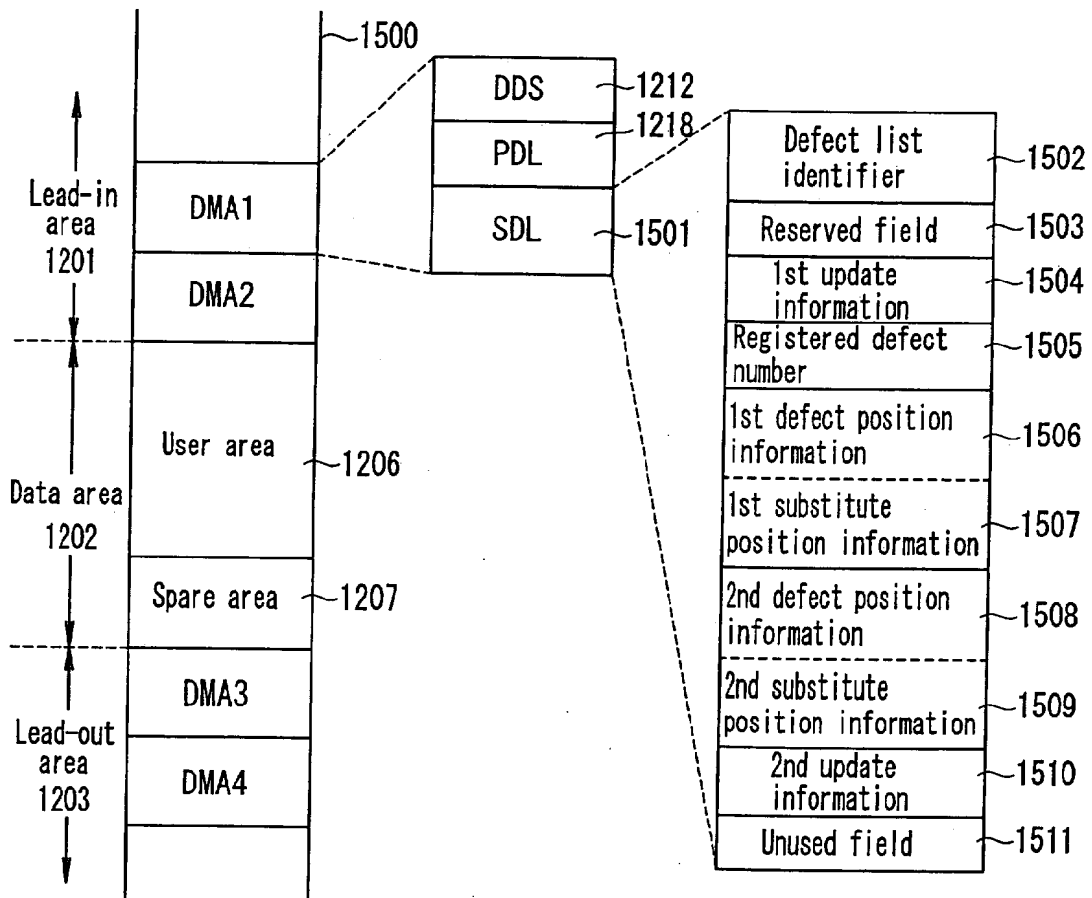 1500
Lead-in
area
1201
DMA1
DMA2
Data area
1202
User area
1206
Spare area
1207
Lead-out
area
1203
DMA3
DMA4
DDS
1212
PDL
1218
SDL
1501
Defect list
identifier
1502
Reserved field
1503
1st update
information
1504
Registered defect
number
1505
1st defect position
information
1506
1st substitute
position information
1507
2nd defect position
information
1508
2nd substitute
position information
1509
2nd update
information
1510
Unused field
1511